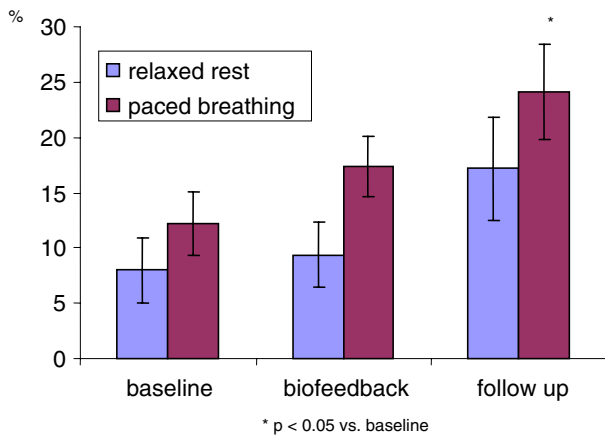 %
30
25
20
15
10
5
0
relaxed rest
paced breathing
*
baseline biofeedback follow up
* p < 0.05 vs. baseline